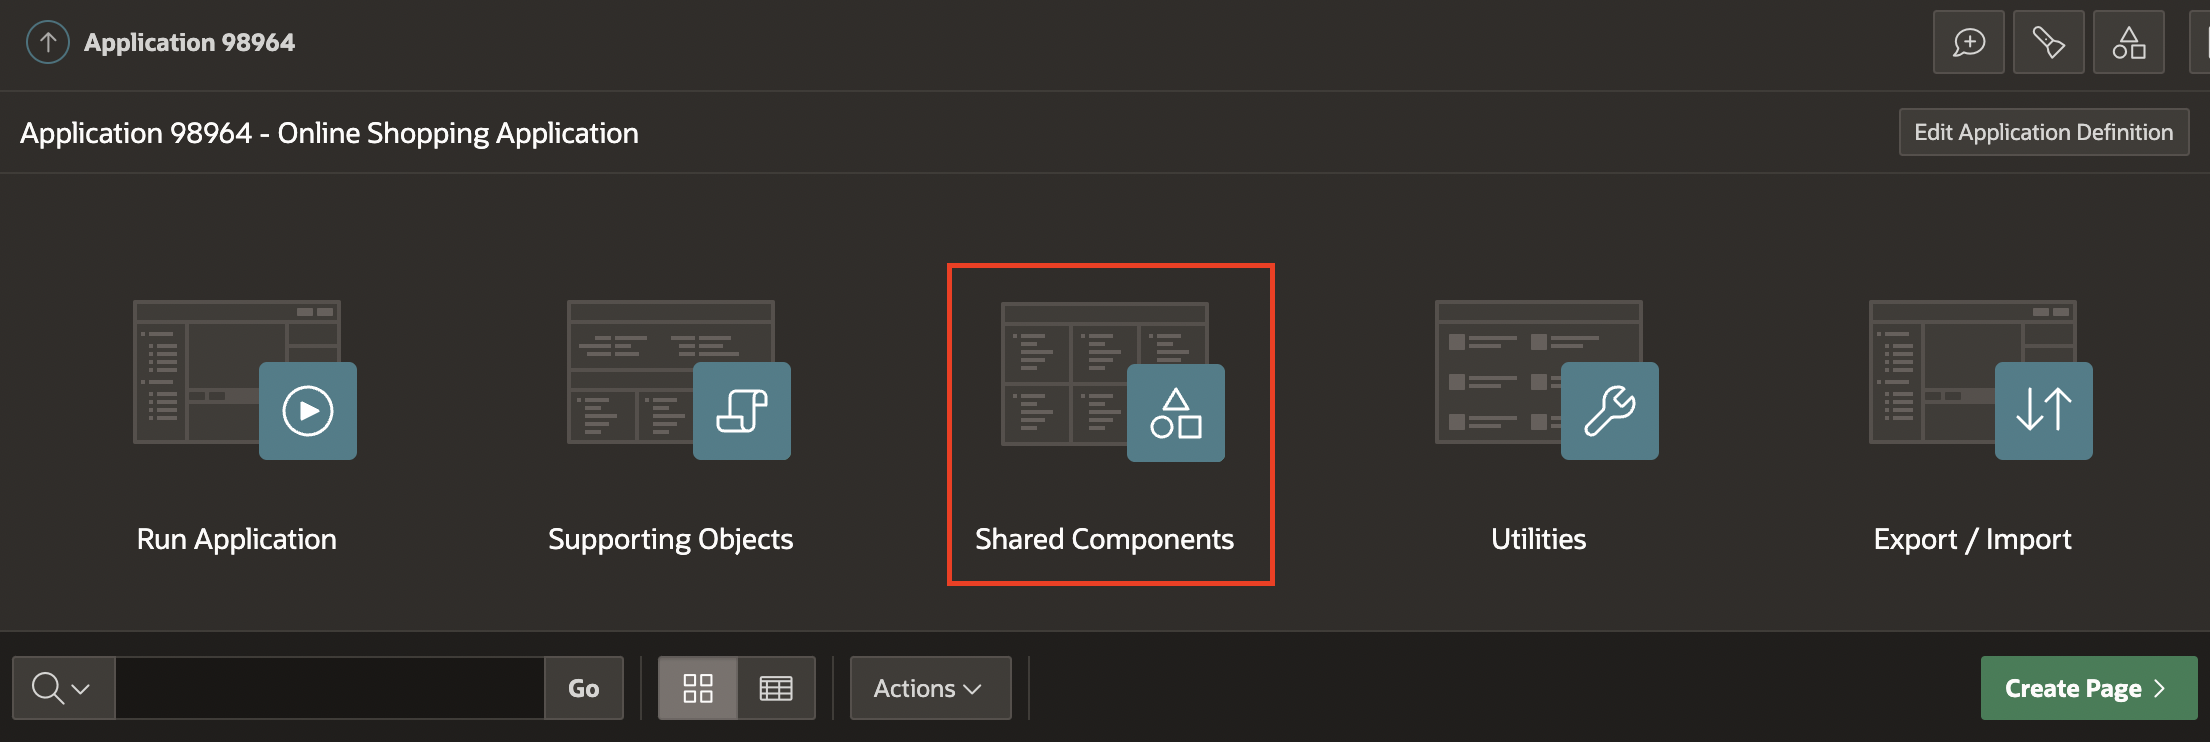 Application 98964
Application 98964 - Online Shopping Application
Edit Application Definition
Run Application
Supporting Objects
Shared Components
Utilities
Export / Import
Go
Actions
Create Page